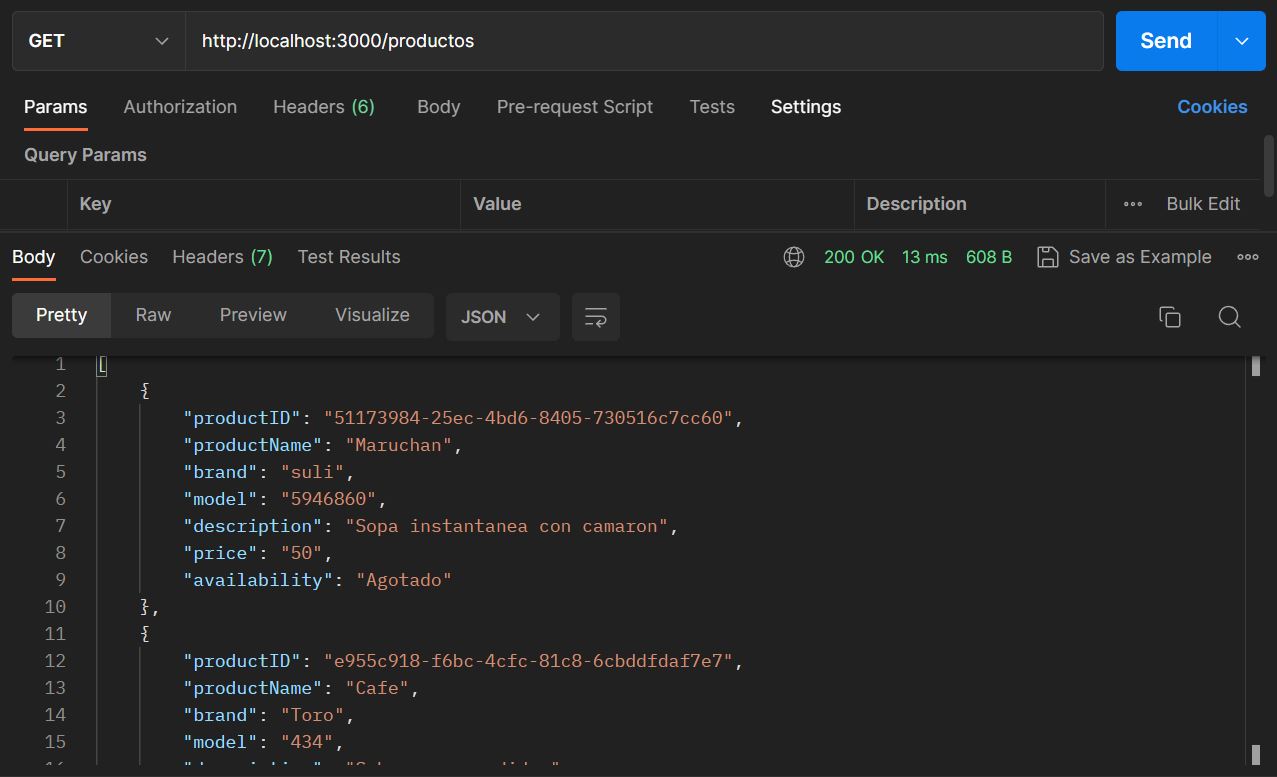 GET http://localhost:3000/productos Send
Params Authorization Headers (6) Body Pre-request Script Tests Settings Cookies
Query Params
Key Value Description Bulk Edit
Body Cookies Headers (7) Test Results 200 OK 13 ms 608 B Save as Example
Pretty Raw Preview Visualize JSON
1 [
2 {
3 "productID": "51173984-25ec-4bd6-8405-730516c7cc60",
4 "productName": "Maruchan",
5 "brand": "suli",
6 "model": "5946860",
7 "description": "Sopa instantanea con camaron",
8 "price": "50",
9 "availability": "Agotado"
10 },
11 {
12 "productID": "e955c918-f6bc-4cfc-81c8-6cbddfdaf7e7",
13 "productName": "Cafe",
14 "brand": "Toro",
15 "model": "434",